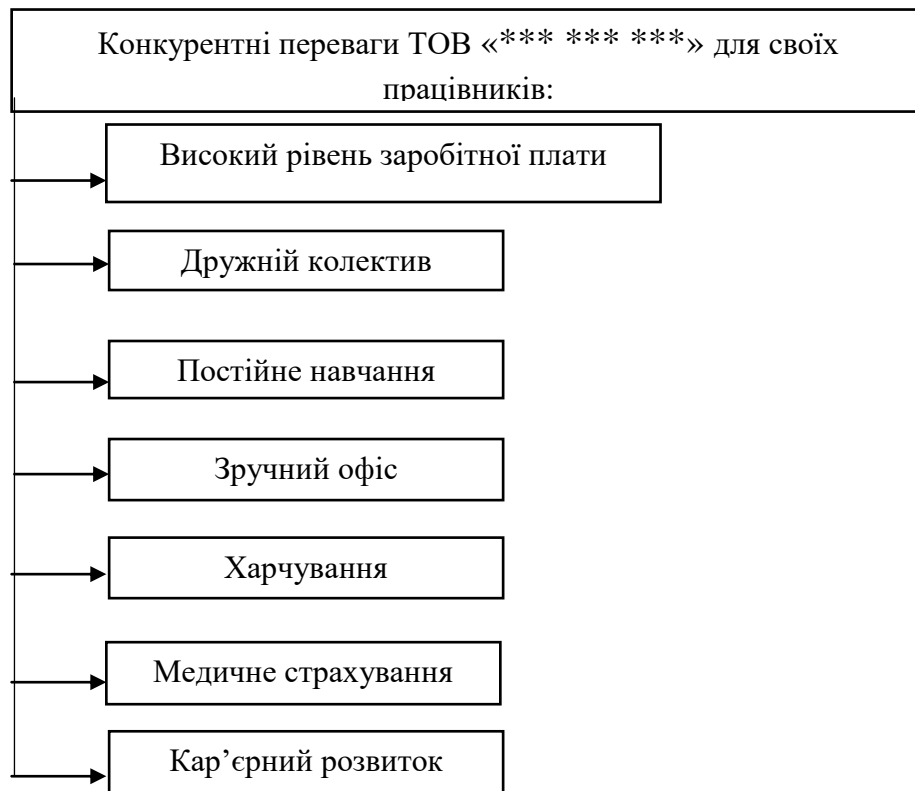 Конкурентні переваги ТОВ «*** *** ***» для своїх
працівників:
Високий рівень заробітної плати
Дружній колектив
Постійне навчання
Зручний офіс
Харчування
Медичне страхування
Кар’єрний розвиток